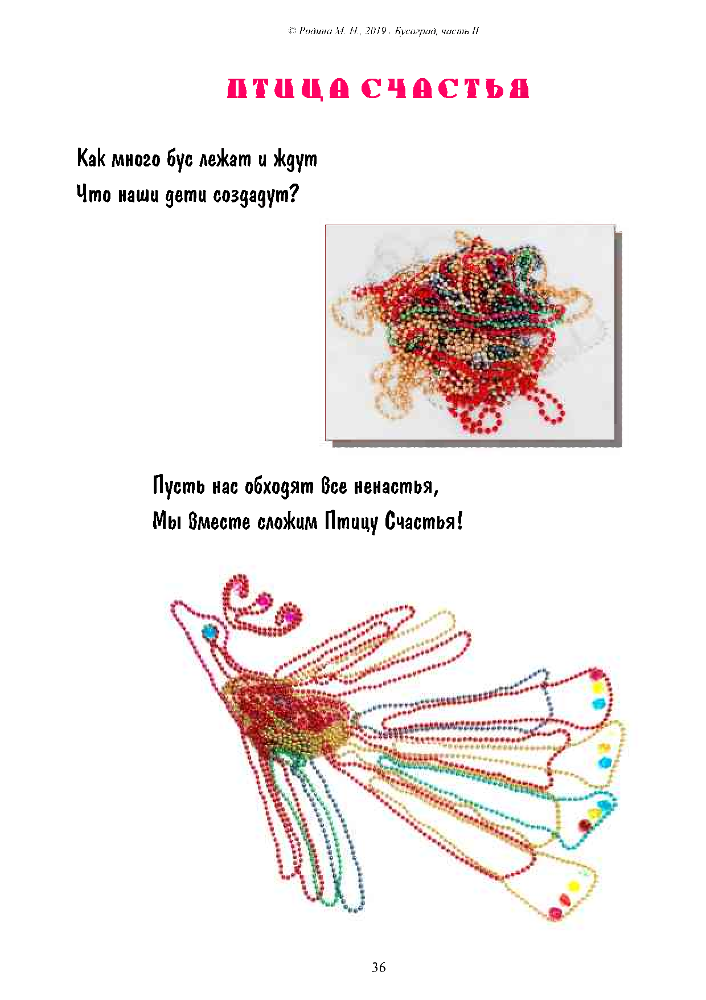 © Родина М. Н., 2019 . Бусоград, часть II
ПТИЦА СЧАСТЬЯ
Как много бус лежат и ждут
Что наши дети создадут?
Пусть нас обходят все ненастья,
Мы вместе сложим Птицу Счастья!
36